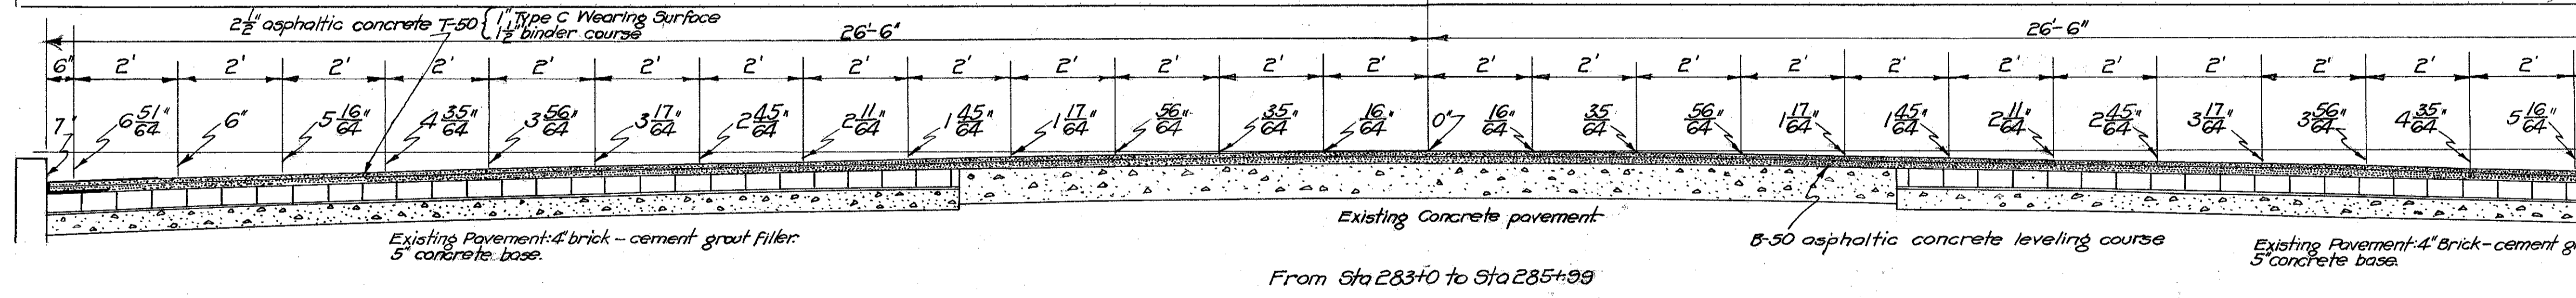 2½" asphaltic concrete T-50 { 1" Type C Wearing Surface
1½" binder course
26'-6" 26'-6"
6" 2' 2' 2' 2' 2' 2' 2' 2' 2' 2' 2' 2' 2' 2' 2' 2' 2' 2' 2' 2' 2' 2' 2' 2'
7" 6 51/64" 6" 5 16/64" 4 35/64" 3 56/64" 3 17/64" 2 45/64" 2 11/64" 1 45/64" 1 17/64" 56/64" 35/64" 16/64" 0" 16/64" 35/64 56/64" 1 17/64" 1 45/64" 2 11/64" 2 45/64" 3 17/64" 3 56/64" 4 35/64" 5 16/64"
Existing Concrete pavement
Existing Pavement: 4" brick - cement grout filler.
5" concrete base.
B-50 asphaltic concrete leveling course
Existing Pavement: 4" Brick - cement
5" concrete base.
From Sta 283+0 to Sta 285+99